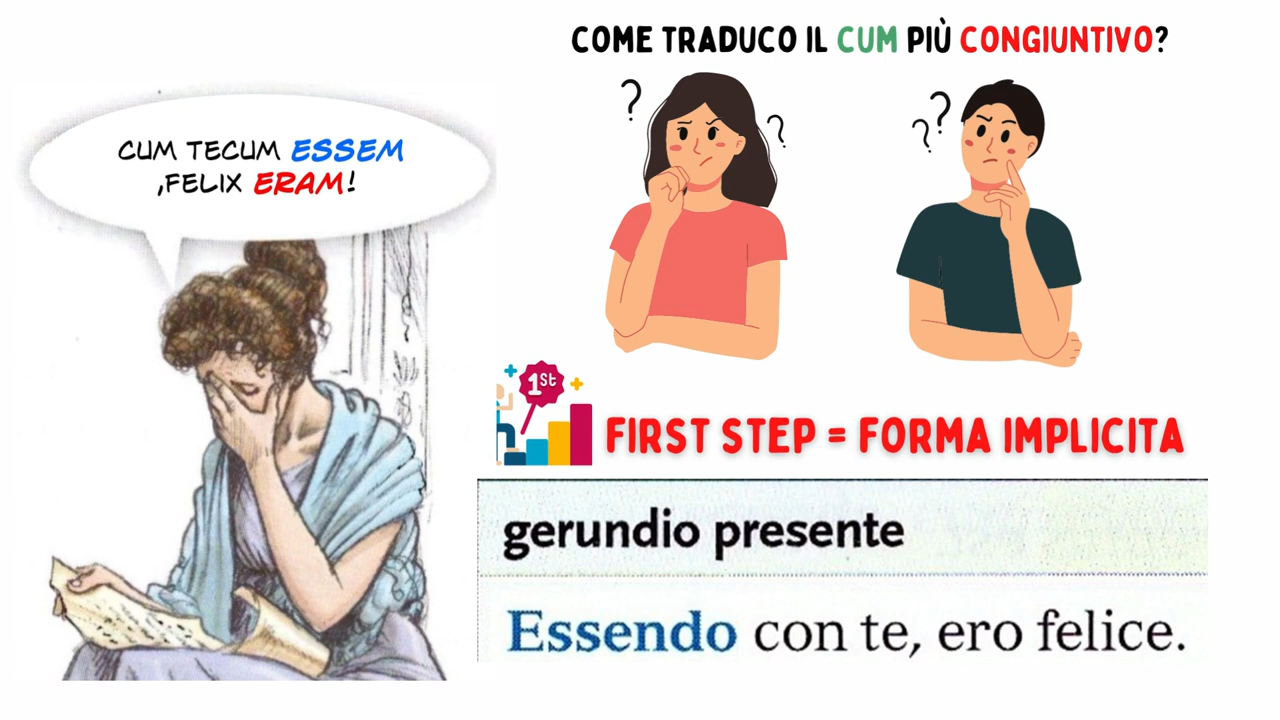 COME TRADUCO IL CUM PIÙ CONGIUNTIVO?
? ? ? ?
CUM TECUM ESSEM
,FELIX ERAM!
1St
FIRST STEP = FORMA IMPLICITA
gerundio presente
Essendo con te, ero felice.